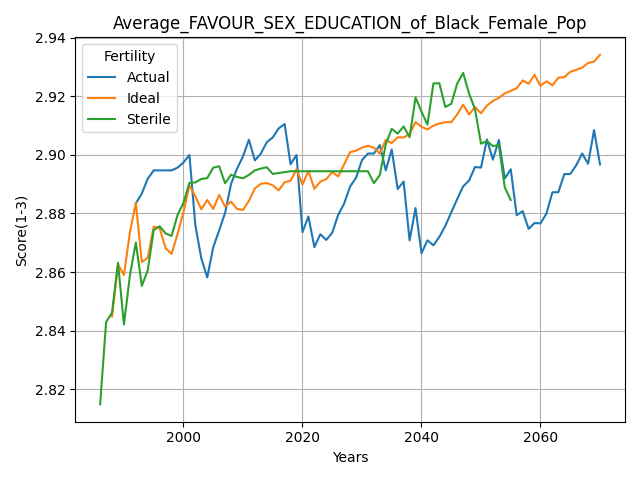 Average_FAVOUR_SEX_EDUCATION_of_Black_Female_Pop
Fertility
Actual
Ideal
Sterile
Score(1-3)
2.94
2.92
2.90
2.88
2.86
2.84
2.82
2000 2020 2040 2060
Years